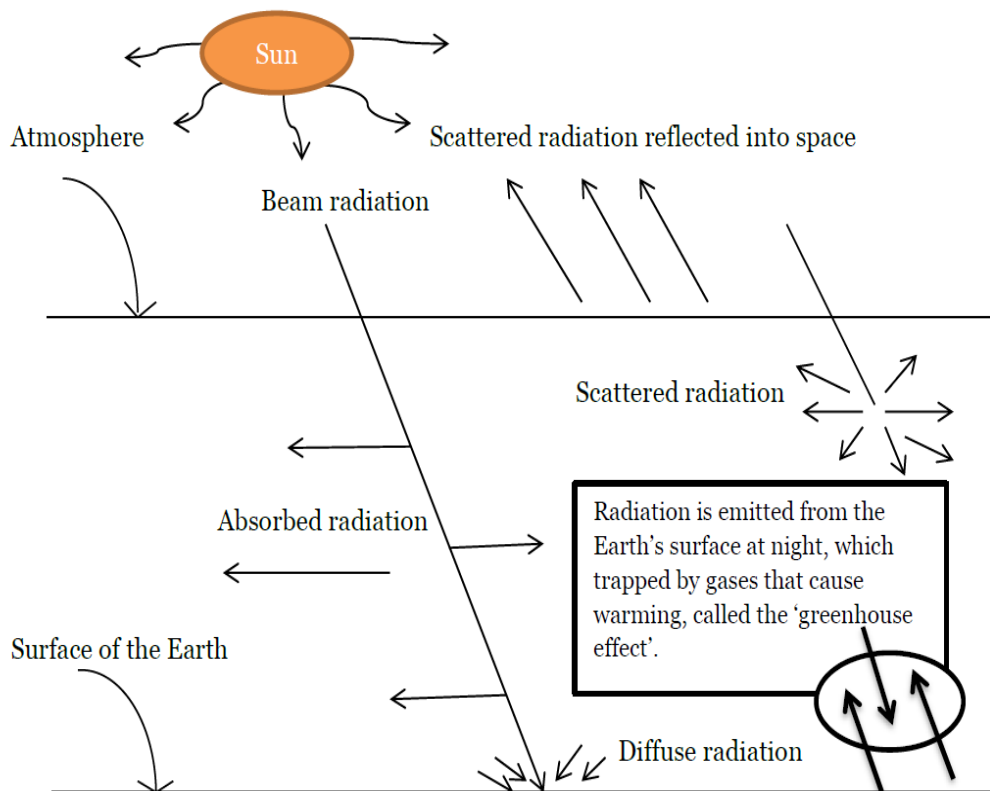 Sun
Atmosphere
Scattered radiation reflected into space
Beam radiation
Scattered radiation
Absorbed radiation
Radiation is emitted from the
Earth's surface at night, which
trapped by gases that cause
warming, called the ‘greenhouse
effect’.
Surface of the Earth
Diffuse radiation